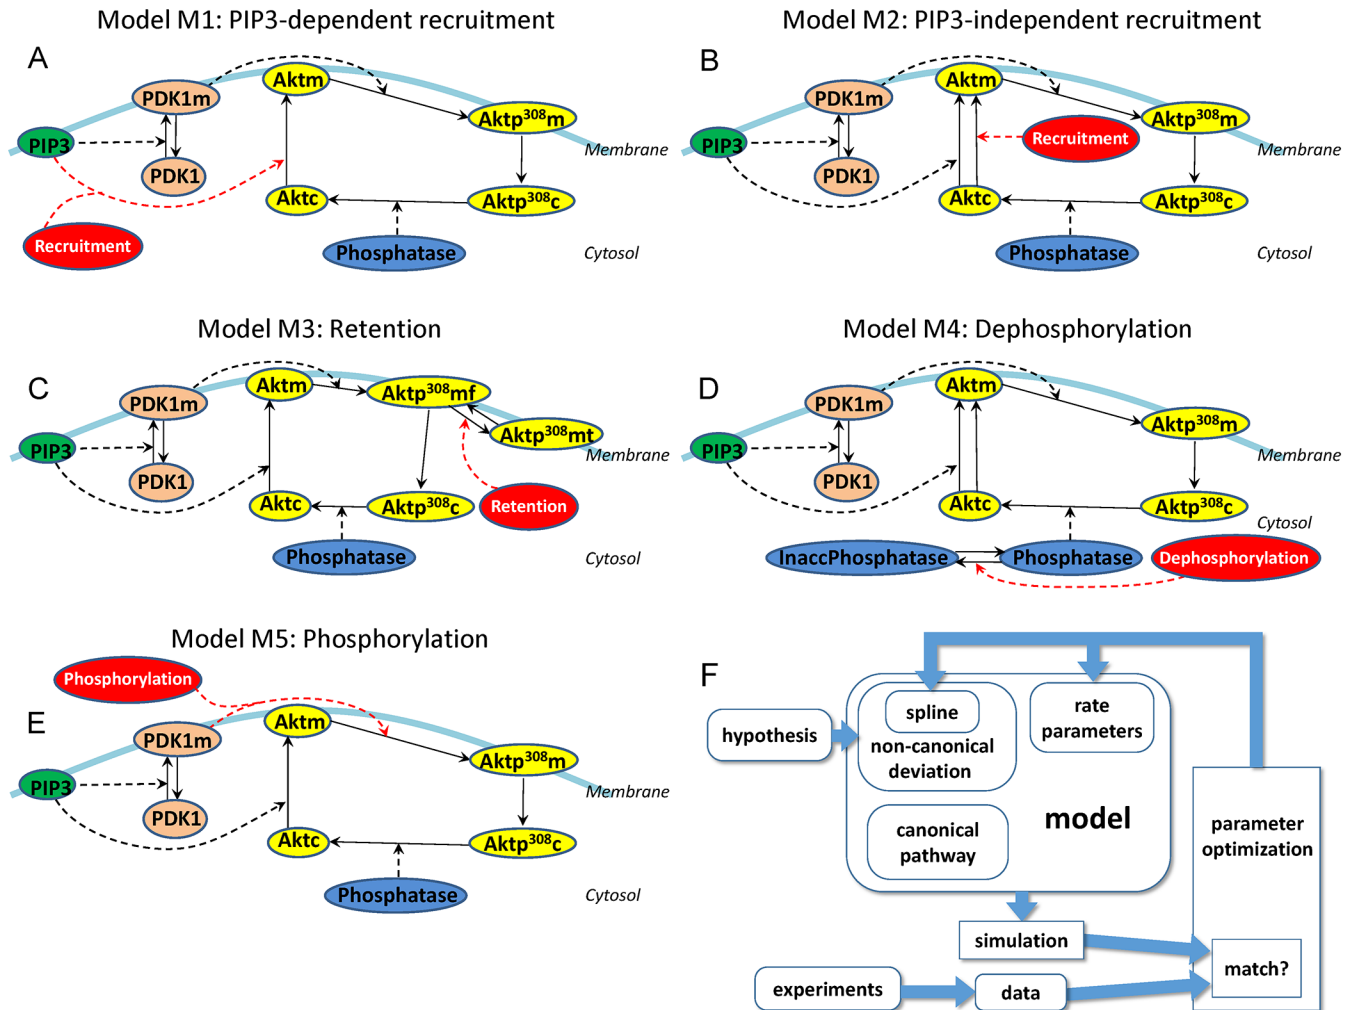 Model M1: PIP3-dependent recruitment
A
Aktm
PDK1m
Aktp³⁰⁸m
PIP3
Membrane
PDK1
Aktc
Aktp³⁰⁸c
Recruitment
Phosphatase
Cytosol
Model M2: PIP3-independent recruitment
B
Aktm
PDK1m
Aktp³⁰⁸m
Recruitment
PIP3
Membrane
PDK1
Aktc
Aktp³⁰⁸c
Phosphatase
Cytosol
Model M3: Retention
C
Aktm
PDK1m
Aktp³⁰⁸mf
Aktp³⁰⁸mt
PIP3
Membrane
PDK1
Aktc
Aktp³⁰⁸c
Retention
Phosphatase
Cytosol
Model M4: Dephosphorylation
D
Aktm
PDK1m
Aktp³⁰⁸m
PIP3
Membrane
PDK1
Aktc
Aktp³⁰⁸c
Cytosol
InaccPhosphatase
Phosphatase
Dephosphorylation
Model M5: Phosphorylation
Phosphorylation
E
Aktm
PDK1m
Aktp³⁰⁸m
PIP3
Membrane
PDK1
Aktc
Aktp³⁰⁸c
Phosphatase
Cytosol
F
hypothesis
spline
non-canonical
deviation
rate
parameters
canonical
pathway
model
parameter
optimization
simulation
match?
experiments
data